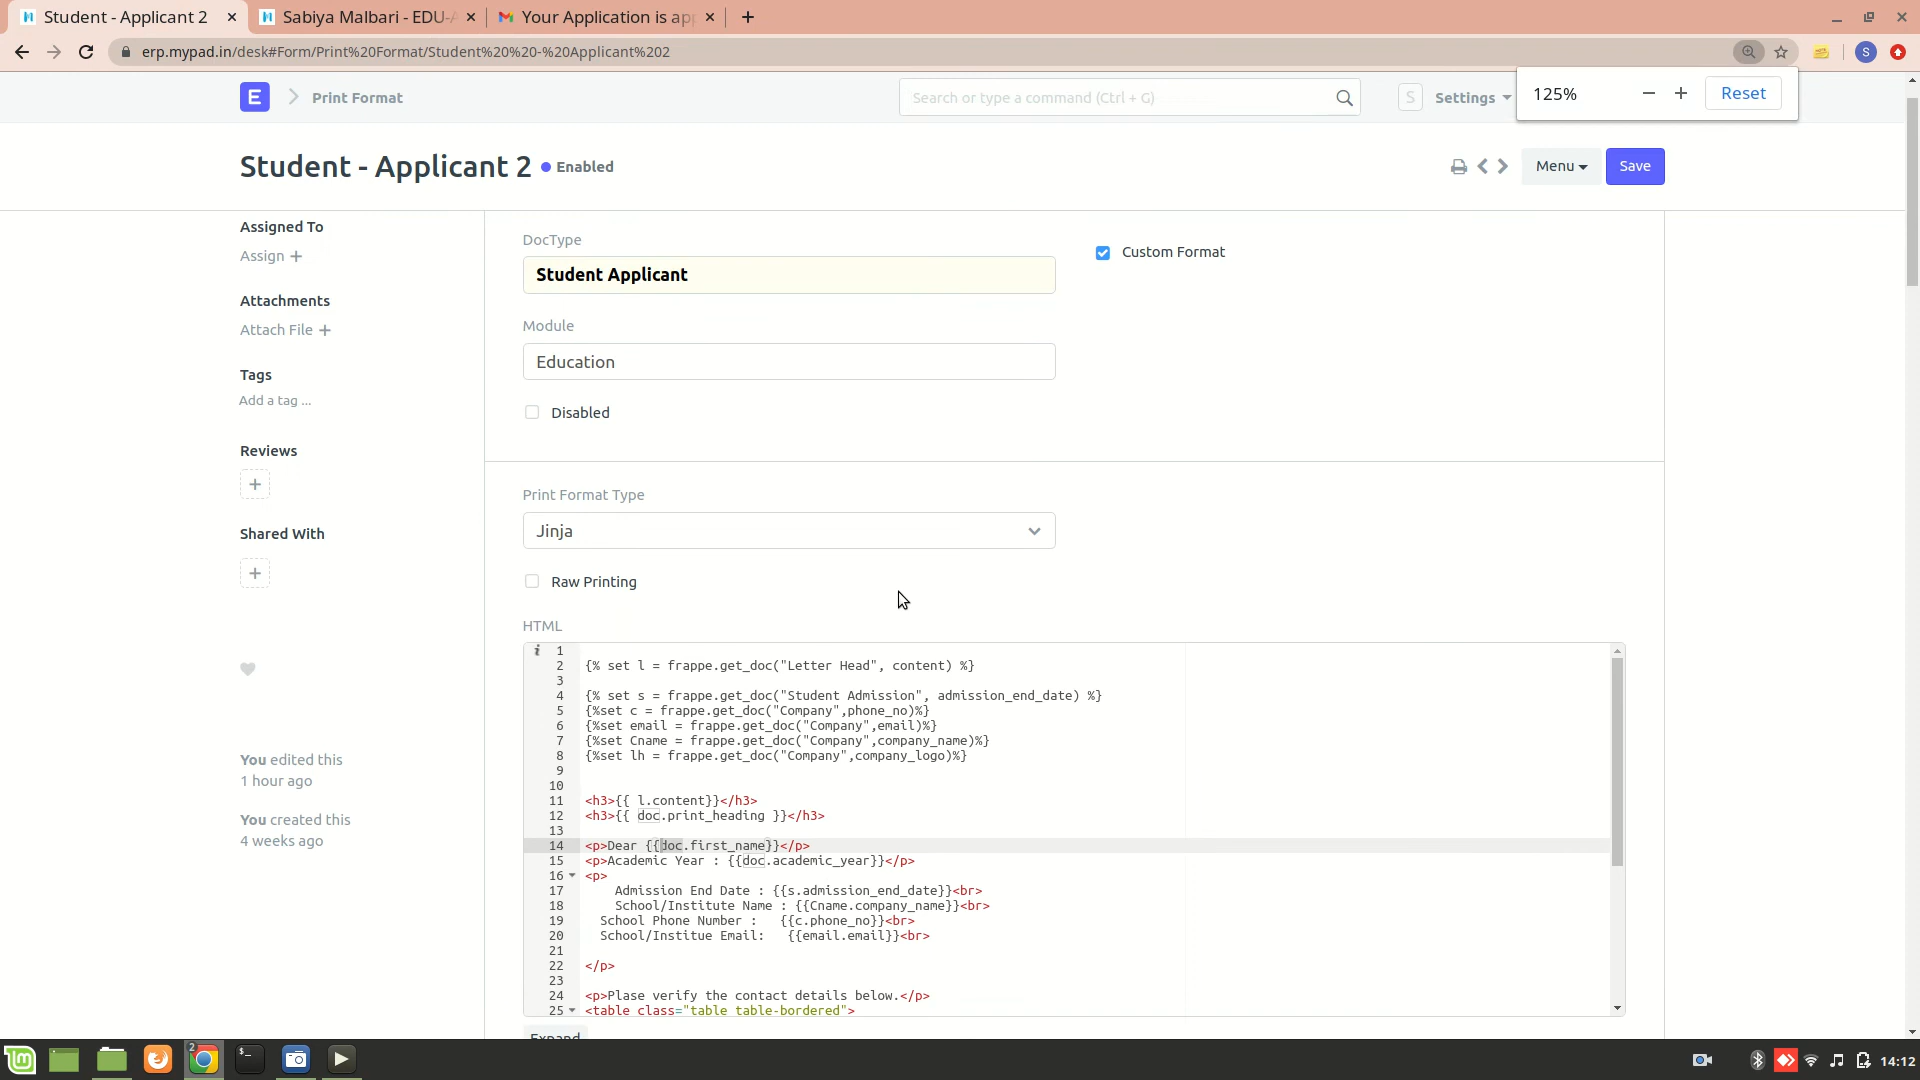 Student - Applicant 2
Sabiya Malbari - EDU-A
Your Application is app
erp.mypad.in/desk#Form/Print%20Format/Student%20%20-%20Applicant%202
S
E
Print Format
Search or type a command (Ctrl + G)
S
Settings
125%
Reset
Student - Applicant 2
Enabled
Menu
Save
Assigned To
Assign +
Attachments
Attach File +
Tags
Add a tag ...
Reviews
+
Shared With
+
You edited this
1 hour ago
You created this
4 weeks ago
DocType
Student Applicant
Custom Format
Module
Education
Disabled
Print Format Type
Jinja
Raw Printing
HTML
i 1
2 {% set l = frappe.get_doc("Letter Head", content) %}
3
4 {% set s = frappe.get_doc("Student Admission", admission_end_date) %}
5 {%set c = frappe.get_doc("Company",phone_no)%}
6 {%set email = frappe.get_doc("Company",email)%}
7 {%set Cname = frappe.get_doc("Company",company_name)%}
8 {%set lh = frappe.get_doc("Company",company_logo)%}
9
10
11 <h3>{{ l.content}}</h3>
12 <h3>{{ doc.print_heading }}</h3>
13
14 <p>Dear {{doc.first_name}}</p>
15 <p>Academic Year : {{doc.academic_year}}</p>
16 <p>
17 Admission End Date : {{s.admission_end_date}}<br>
18 School/Institute Name : {{Cname.company_name}}<br>
19 School Phone Number : {{c.phone_no}}<br>
20 School/Institue Email: {{email.email}}<br>
21
22 </p>
23
24 <p>Plase verify the contact details below.</p>
25 <table class="table table-bordered">
Expand
2
14:12